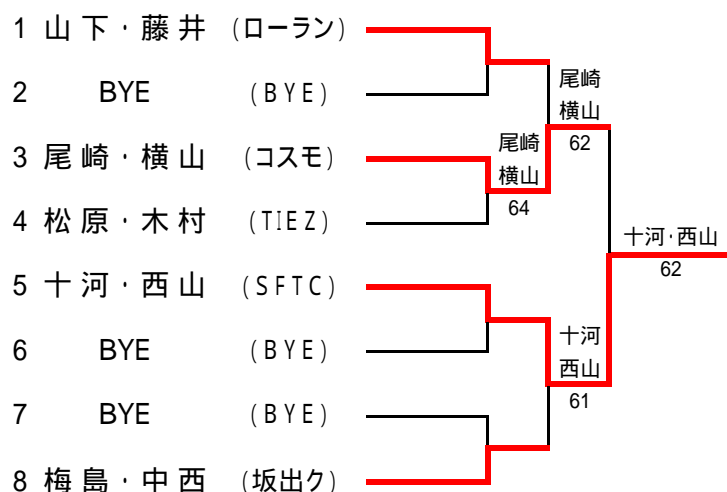 1 山下・藤井 (ローラン)
2 BYE (BYE)
3 尾崎・横山 (コスモ)
4 松原・木村 (TIEZ)
5 十河・西山 (SFTC)
6 BYE (BYE)
7 BYE (BYE)
8 梅島・中西 (坂出ク)
尾崎
横山
64
十河
西山
61
尾崎
横山
62
十河・西山
62